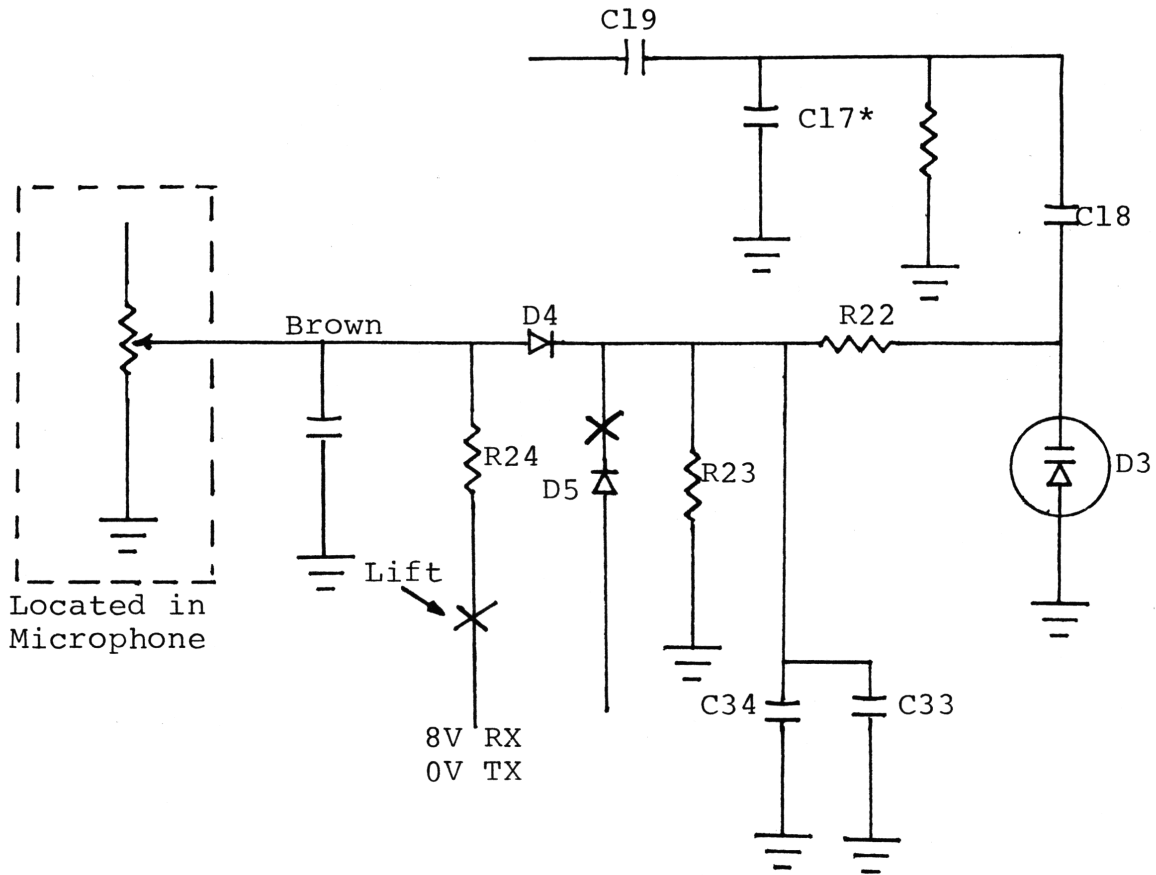 C19
C17*
C18
Brown
D4
R22
R24
D5
R23
D3
Lift
Located in
Microphone
C34
C33
8V RX
0V TX